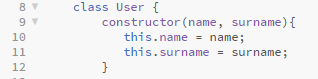 8 class User {
9 constructor(name, surname){
10 this.name = name;
11 this.surname = surname;
12 }